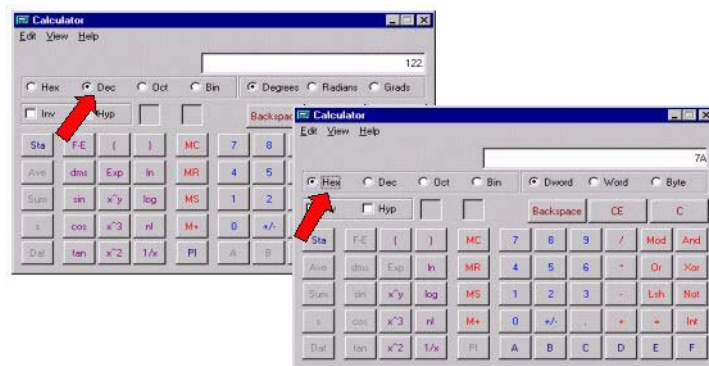 Calculator
Edit View Help
122
Hex Dec Oct Bin Degrees Radians Grads
Inv Hyp Backspac
Sta F-E ( ) MC 7 8
Ave dms Exp ln MR 4 5
Sum sin x^y log MS 1 2
s cos x^3 n! M+ 0 +/-
Dat tan x^2 1/x PI A B
Calculator
Edit View Help
7A
Hex Dec Oct Bin Dword Word Byte
Hyp Backspace CE C
Sta F-E ( ) MC 7 8 9 / Mod And
Ave dms Exp ln MR 4 5 6 * Or Xor
Sum sin x^y log MS 1 2 3 - Lsh Not
s cos x^3 n! M+ 0 +/- . + = Int
Dat tan x^2 1/x PI A B C D E F